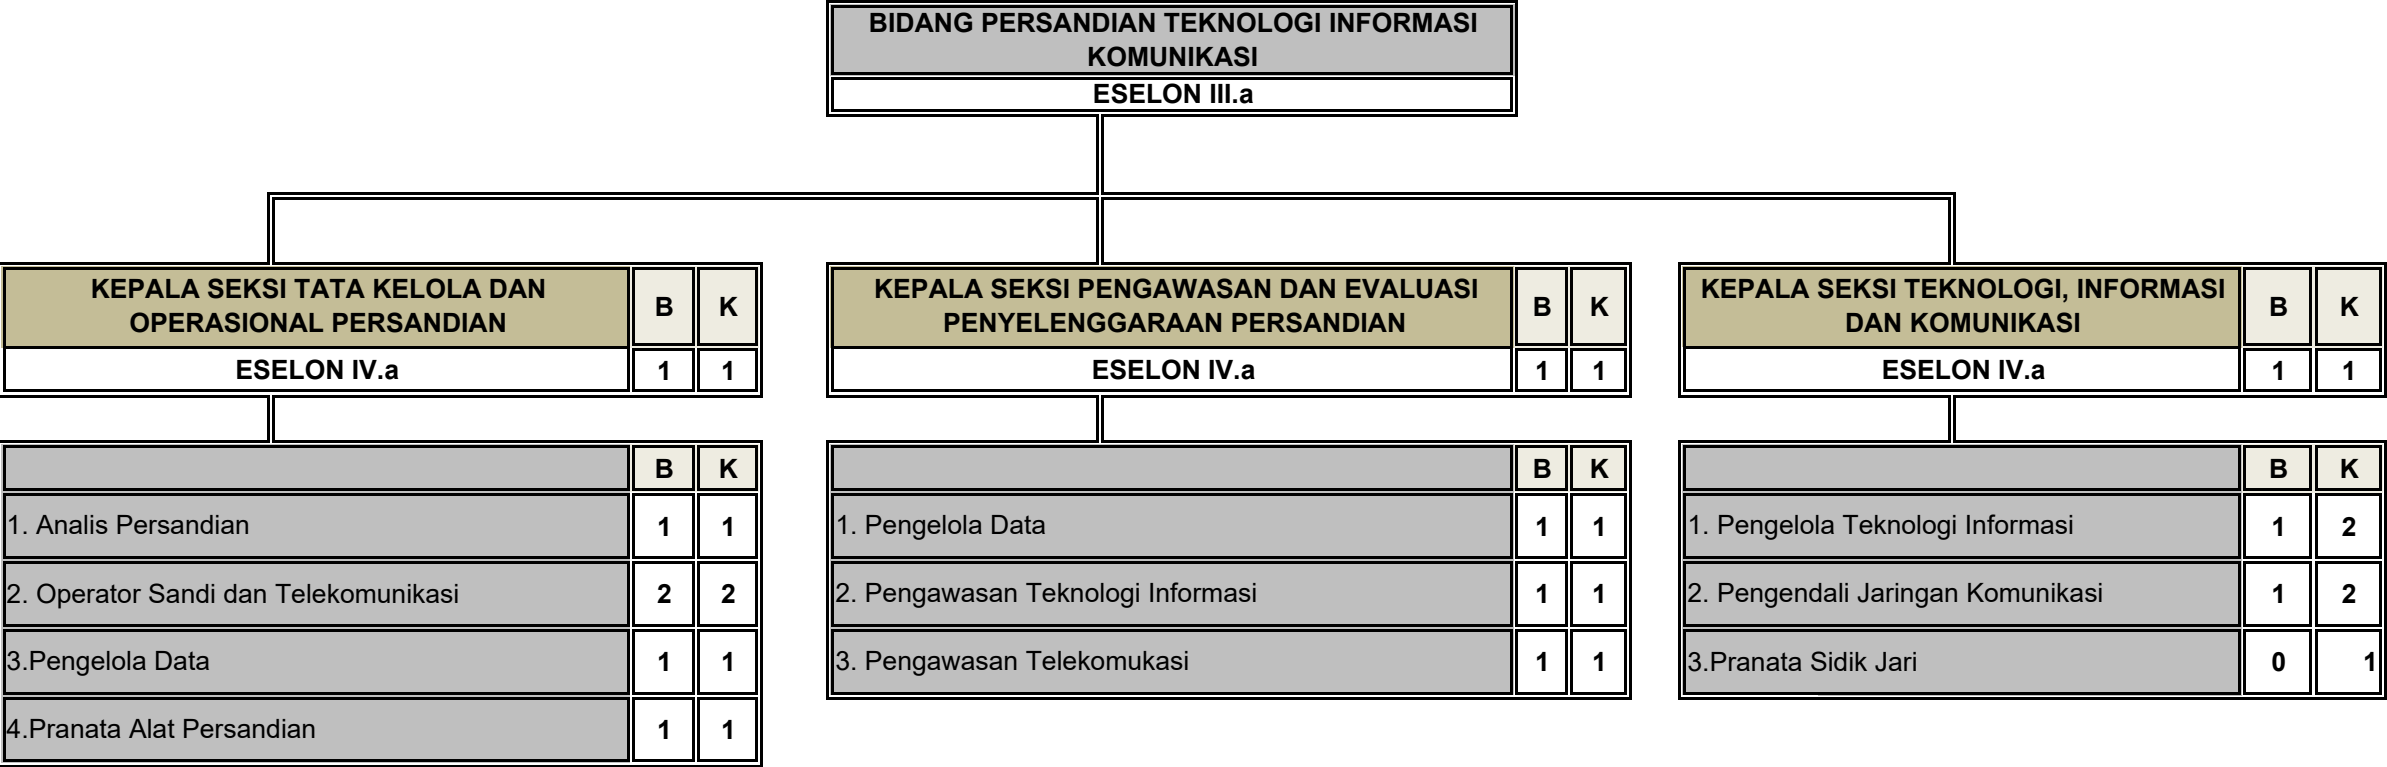 BIDANG PERSANDIAN TEKNOLOGI INFORMASI
KOMUNIKASI
ESELON III.a
KEPALA SEKSI TATA KELOLA DAN
OPERASIONAL PERSANDIAN
B K
ESELON IV.a 1 1
B K
1. Analis Persandian 1 1
2. Operator Sandi dan Telekomunikasi 2 2
3.Pengelola Data 1 1
4.Pranata Alat Persandian 1 1
KEPALA SEKSI PENGAWASAN DAN EVALUASI
PENYELENGGARAAN PERSANDIAN
B K
ESELON IV.a 1 1
B K
1. Pengelola Data 1 1
2. Pengawasan Teknologi Informasi 1 1
3. Pengawasan Telekomukasi 1 1
KEPALA SEKSI TEKNOLOGI, INFORMASI
DAN KOMUNIKASI
B K
ESELON IV.a 1 1
B K
1. Pengelola Teknologi Informasi 1 2
2. Pengendali Jaringan Komunikasi 1 2
3.Pranata Sidik Jari 0 1